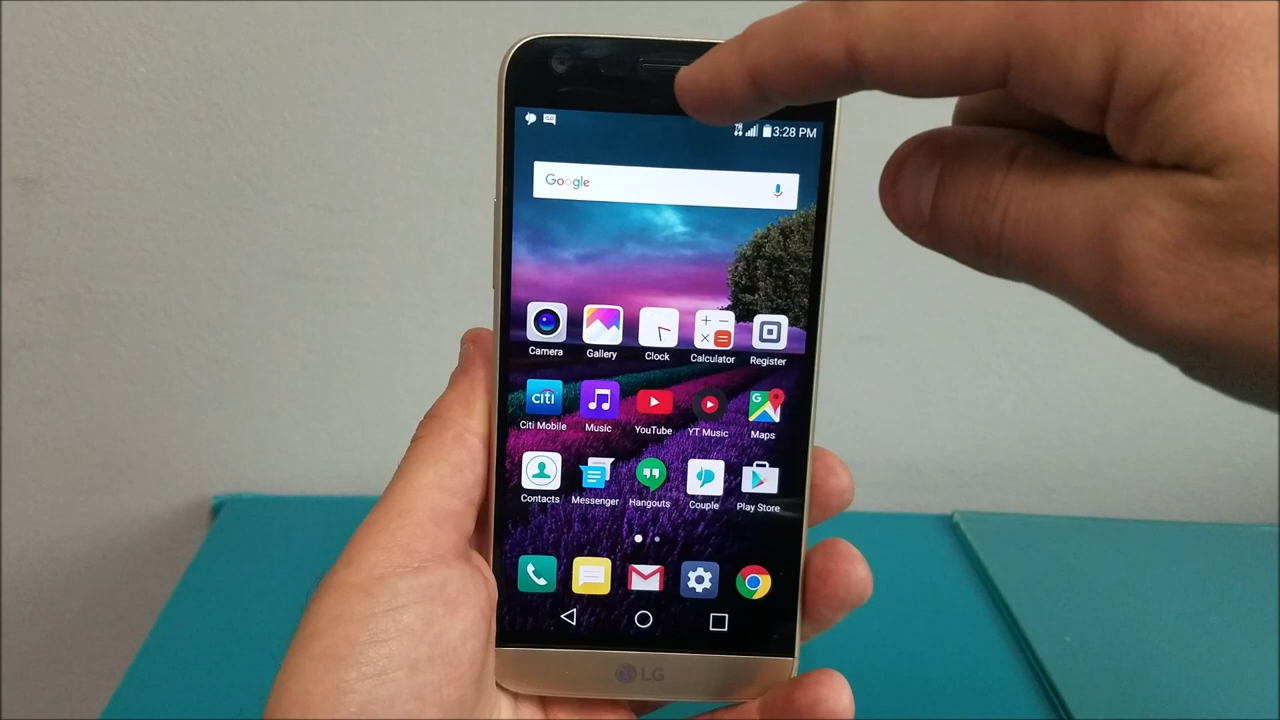 3:28 PM
Google
Camera Gallery Clock Calculator Register
citi
Citi Mobile Music YouTube YT Music Maps
G
Contacts Messenger Hangouts Couple Play Store
LG